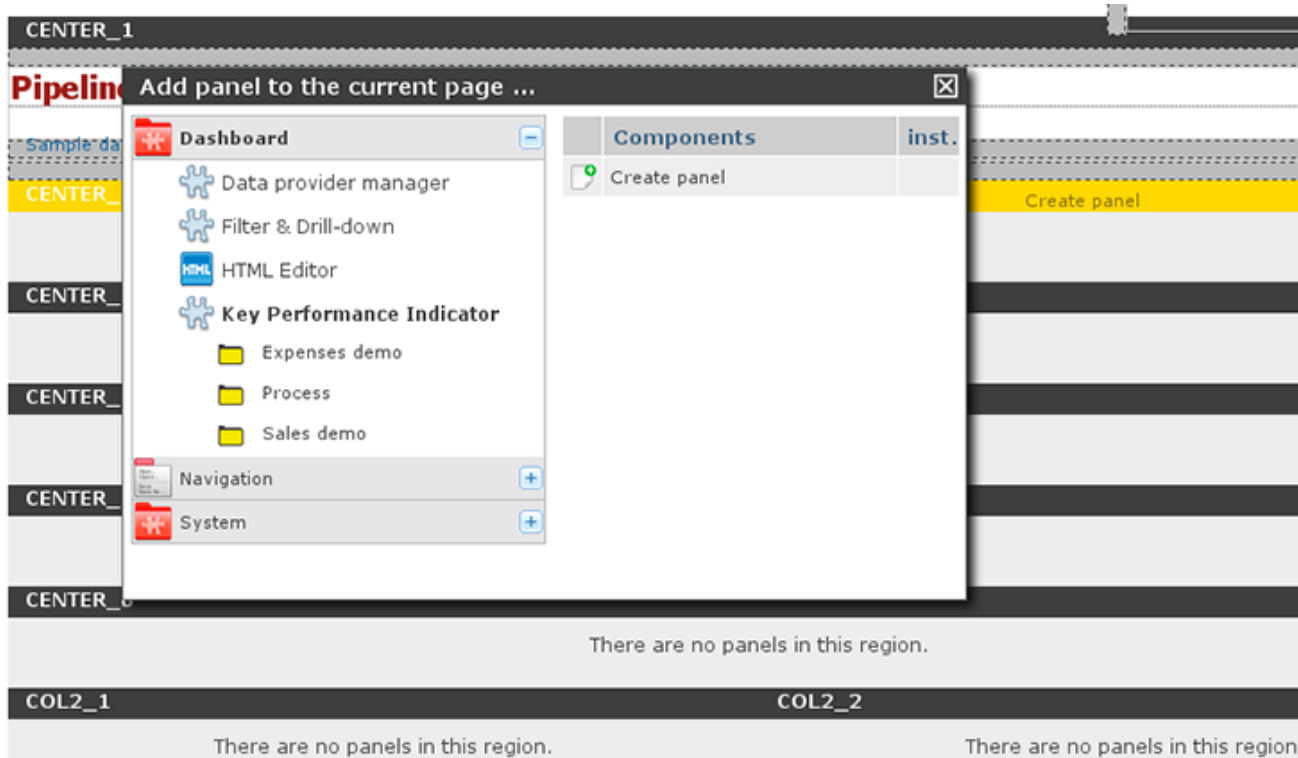 CENTER_1
Pipelin
Add panel to the current page ...
Sample da
Dashboard
Components inst.
Data provider manager
Create panel
CENTER_
Create panel
Filter & Drill-down
HTML
HTML Editor
CENTER_
Key Performance Indicator
Expenses demo
Process
CENTER_
Sales demo
Navigation
CENTER_
System
CENTER_
There are no panels in this region.
COL2_1 COL2_2
There are no panels in this region. There are no panels in this region